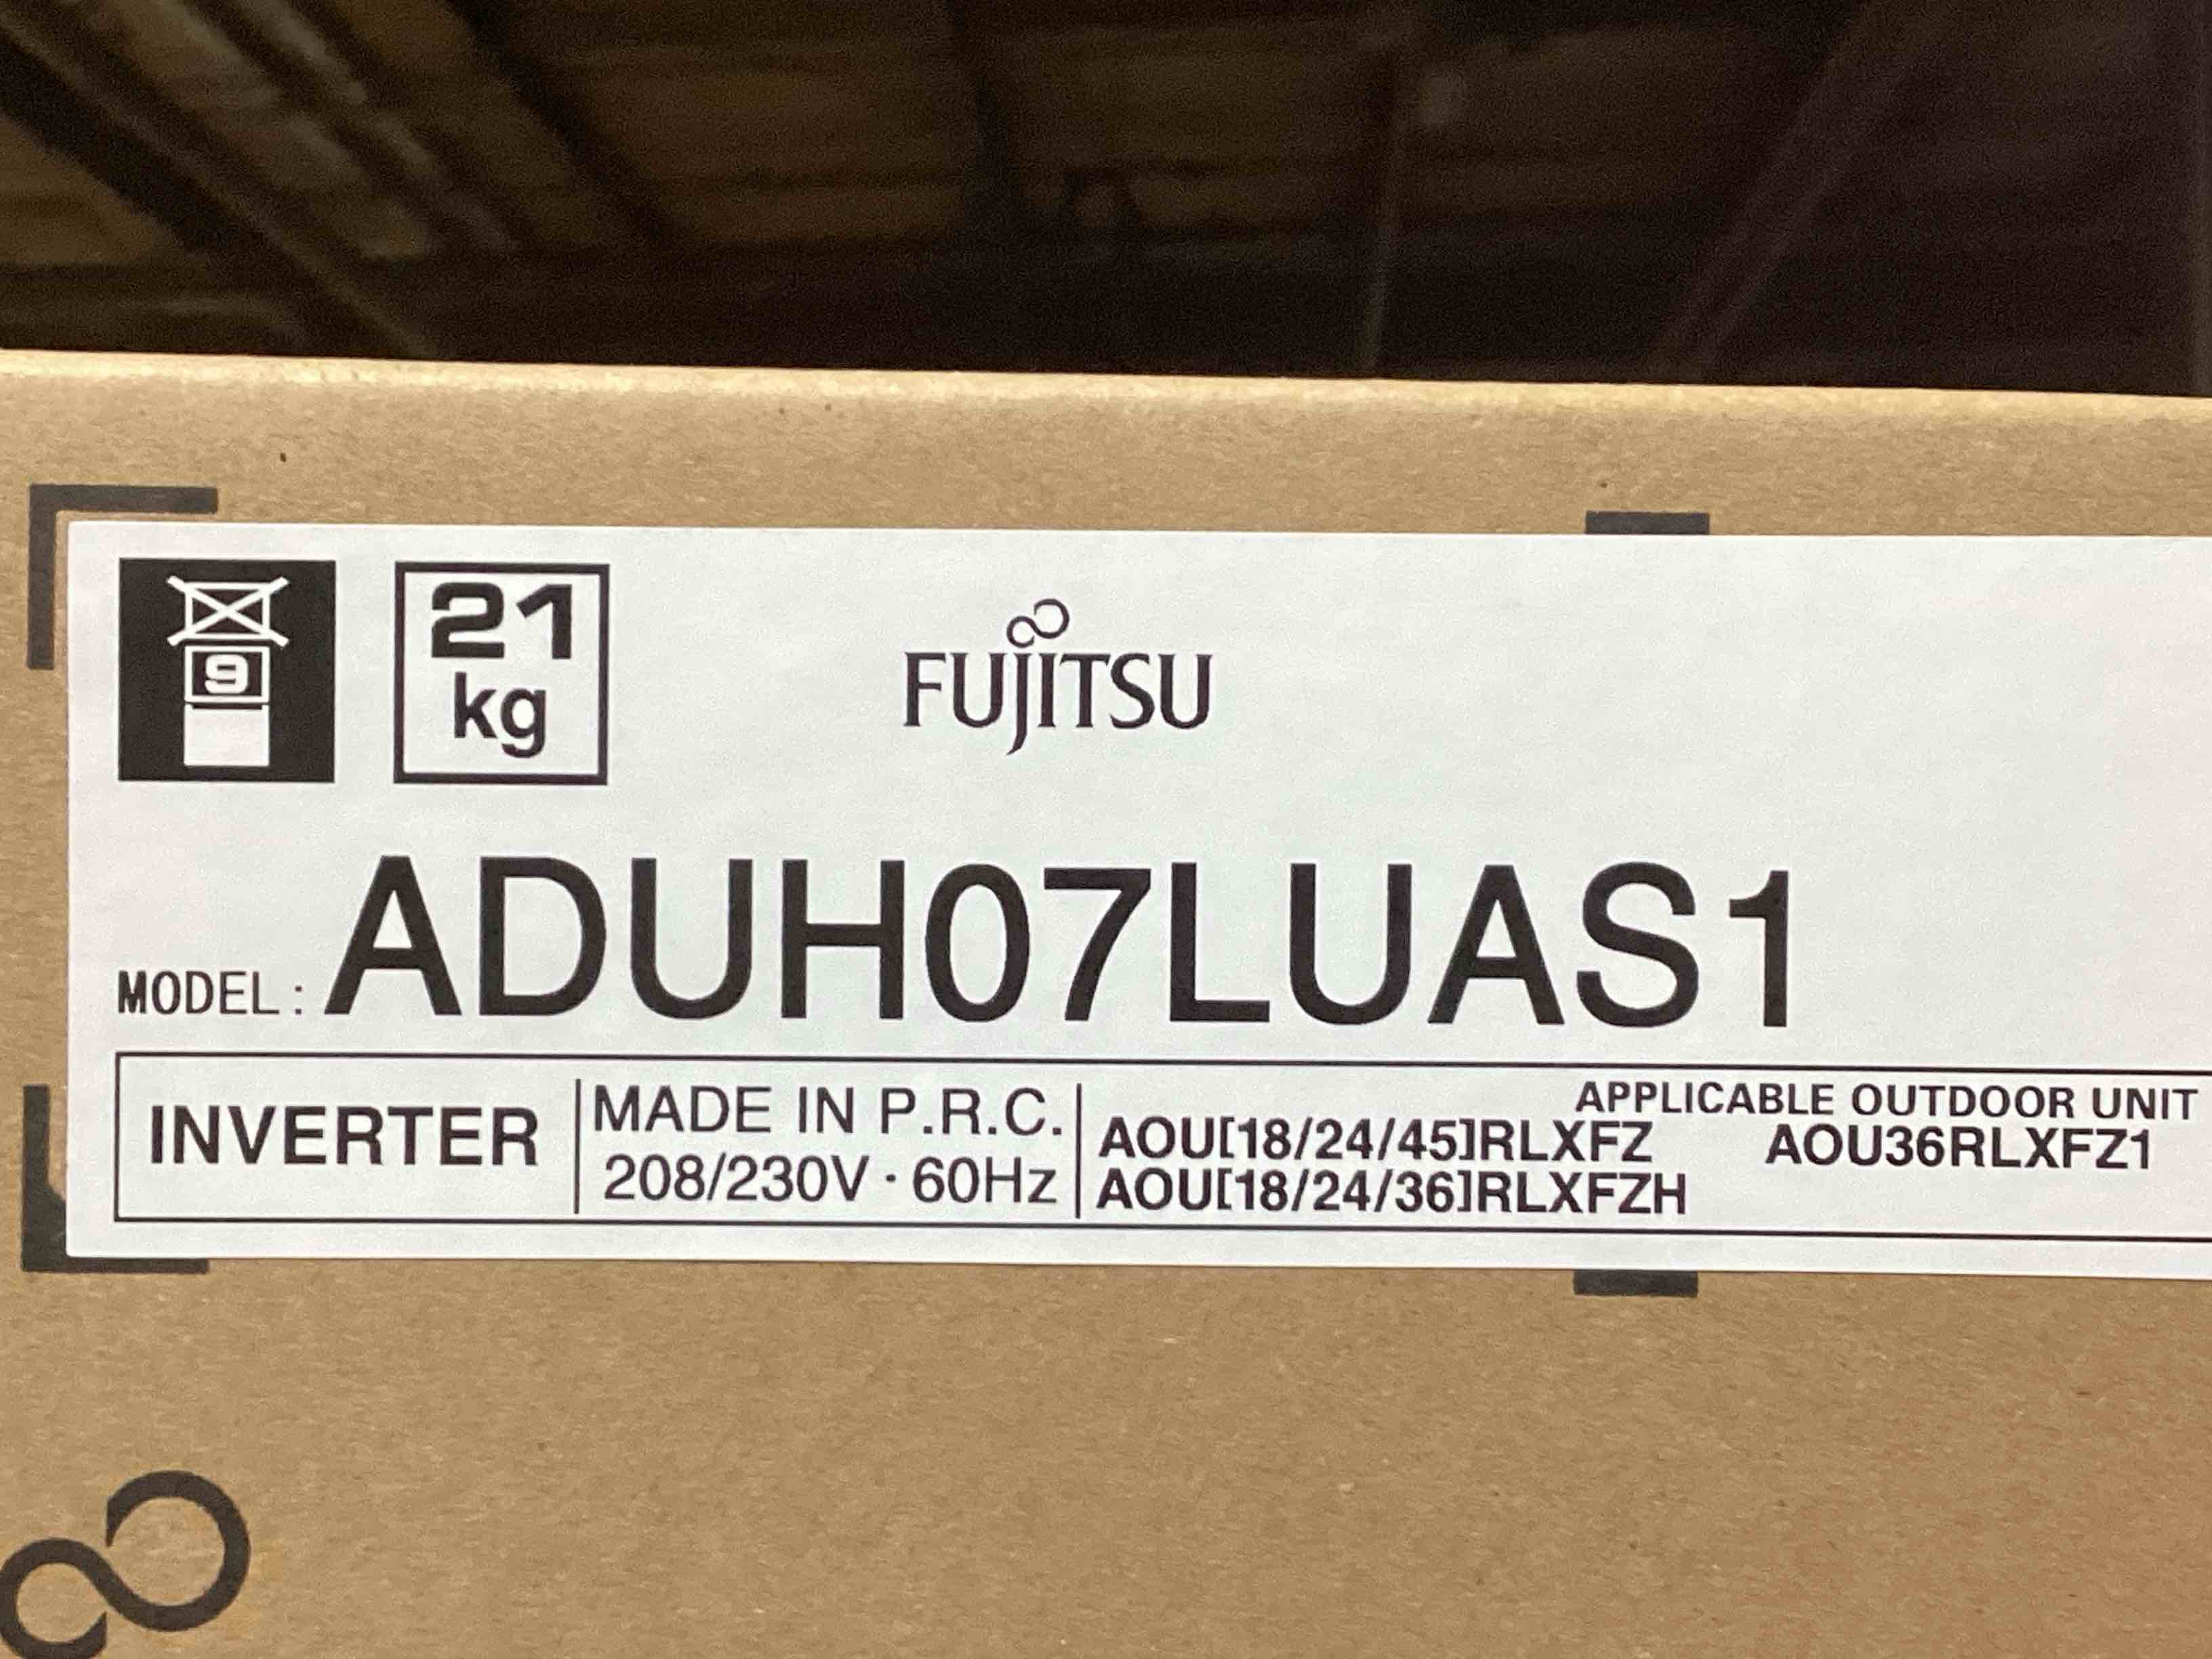 9
21
kg
FUJITSU
MODEL: ADUH07LUAS1
INVERTER
MADE IN P.R.C.
208/230V · 60Hz
APPLICABLE OUTDOOR UNIT
AOU[18/24/45]RLXFZ AOU36RLXFZ1
AOU[18/24/36]RLXFZH